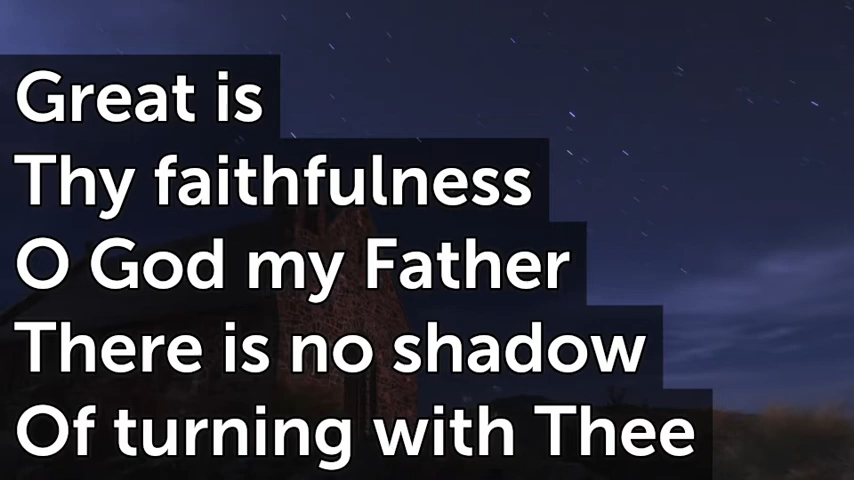 Great is
Thy faithfulness
O God my Father
There is no shadow
Of turning with Thee